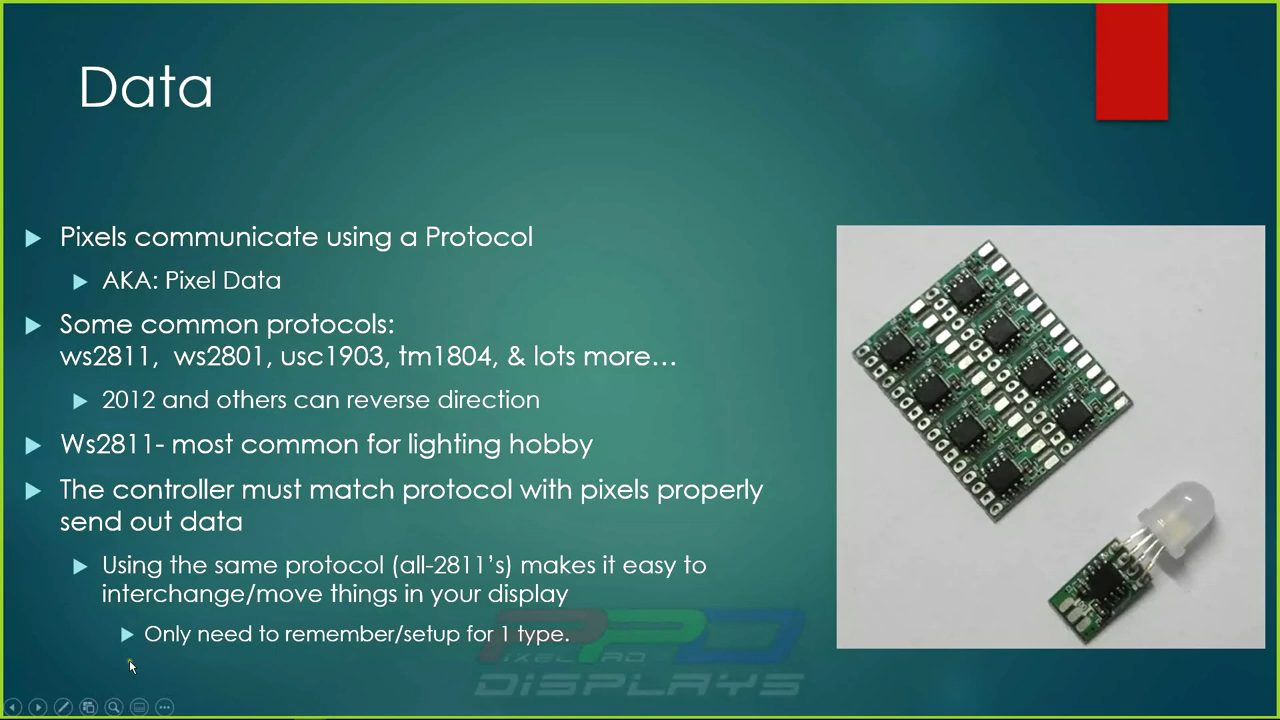 Data
Pixels communicate using a Protocol
AKA: Pixel Data
Some common protocols:
ws2811, ws2801, usc1903, tm1804, & lots more...
2012 and others can reverse direction
Ws2811- most common for lighting hobby
The controller must match protocol with pixels properly
send out data
Using the same protocol (all-2811's) makes it easy to
interchange/move things in your display
Only need to remember/setup for 1 type.
PPD
PIXEL PRO
DISPLAYS